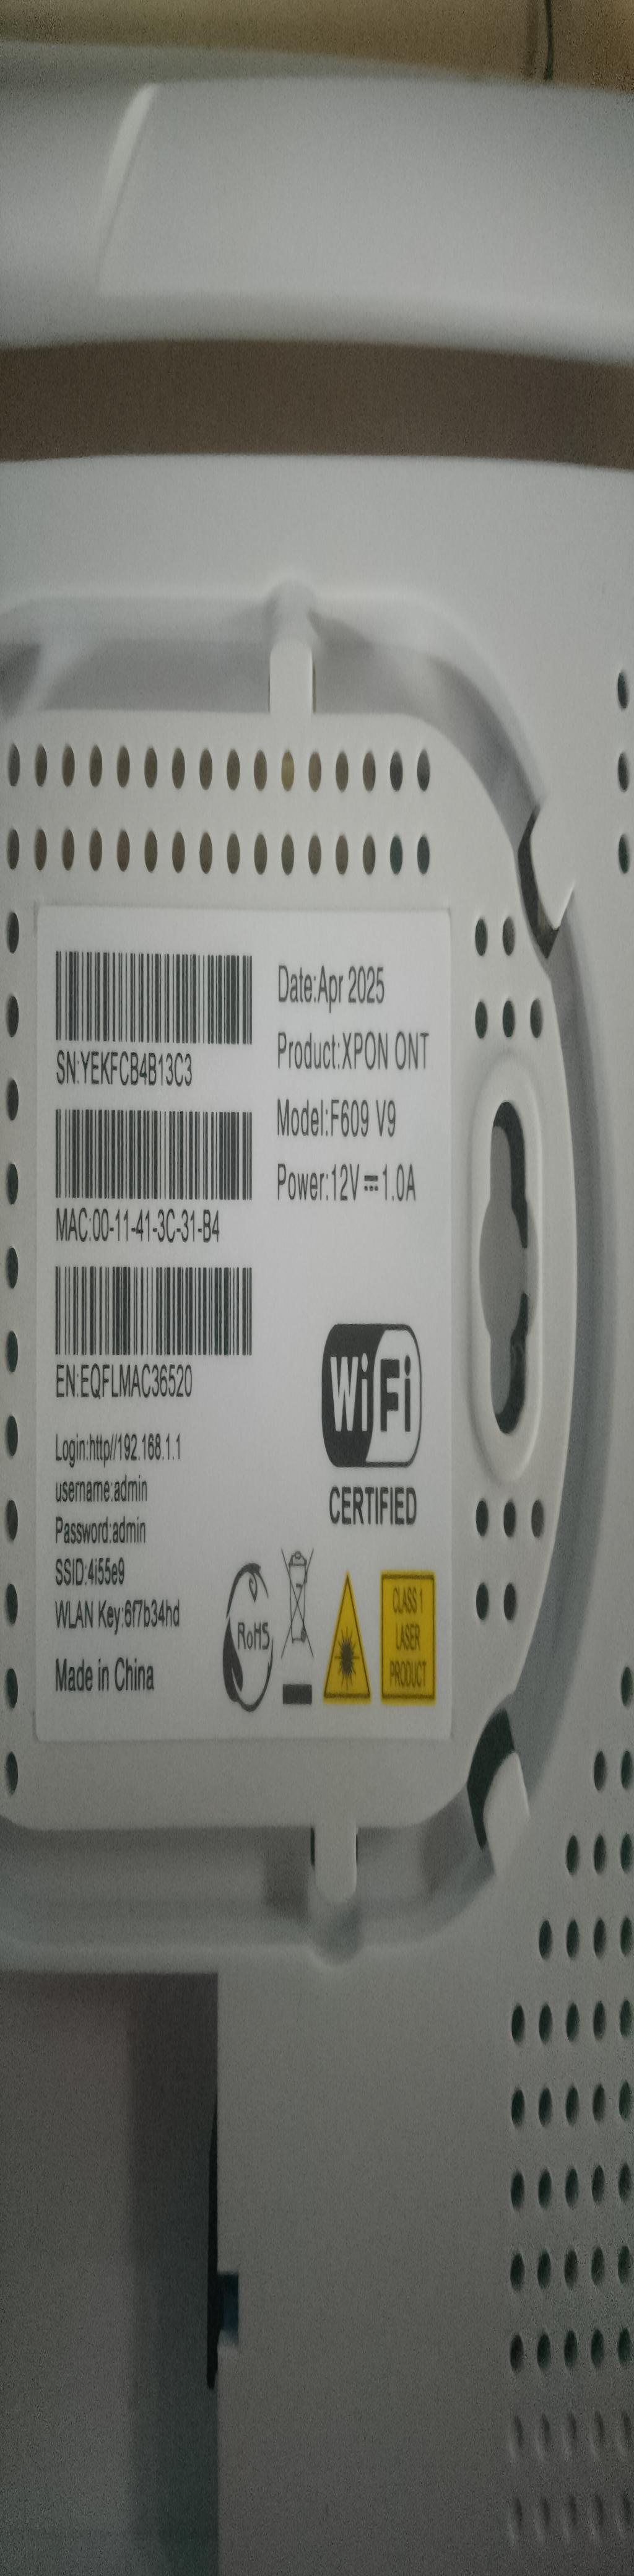 SN:YEKFCB4B13C3
MAC:00-11-41-3C-31-B4
EN:EQFLMAC36520
Login:http//192.168.1.1
username:admin
Password:admin
SSID:4i55e9
WLAN Key:6f7b34hd
Made in China
Date:Apr 2025
Product:XPON ONT
Model:F609 V9
Power:12V⎓1.0A
WiFi
CERTIFIED
RoHS
CLASS 1
LASER
PRODUCT